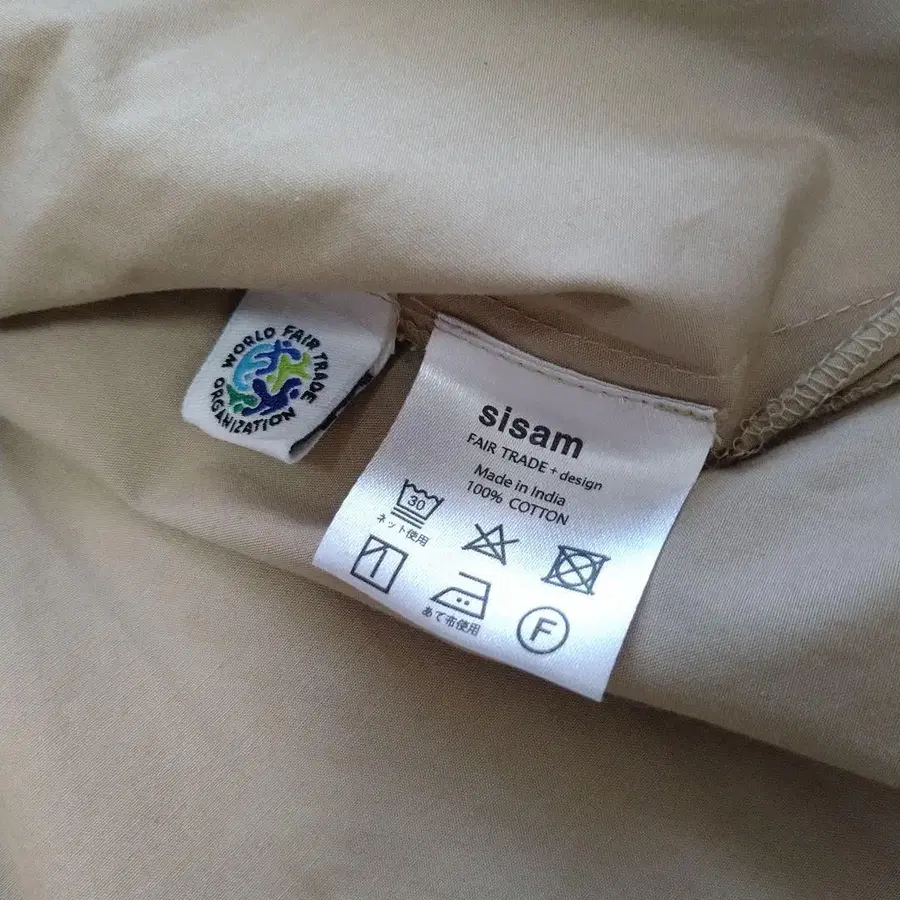 WORLD FAIR TRADE
ORGANIZATION
sisam
FAIR TRADE + design
Made in India
100% COTTON
30
ネット使用
あて布使用
F